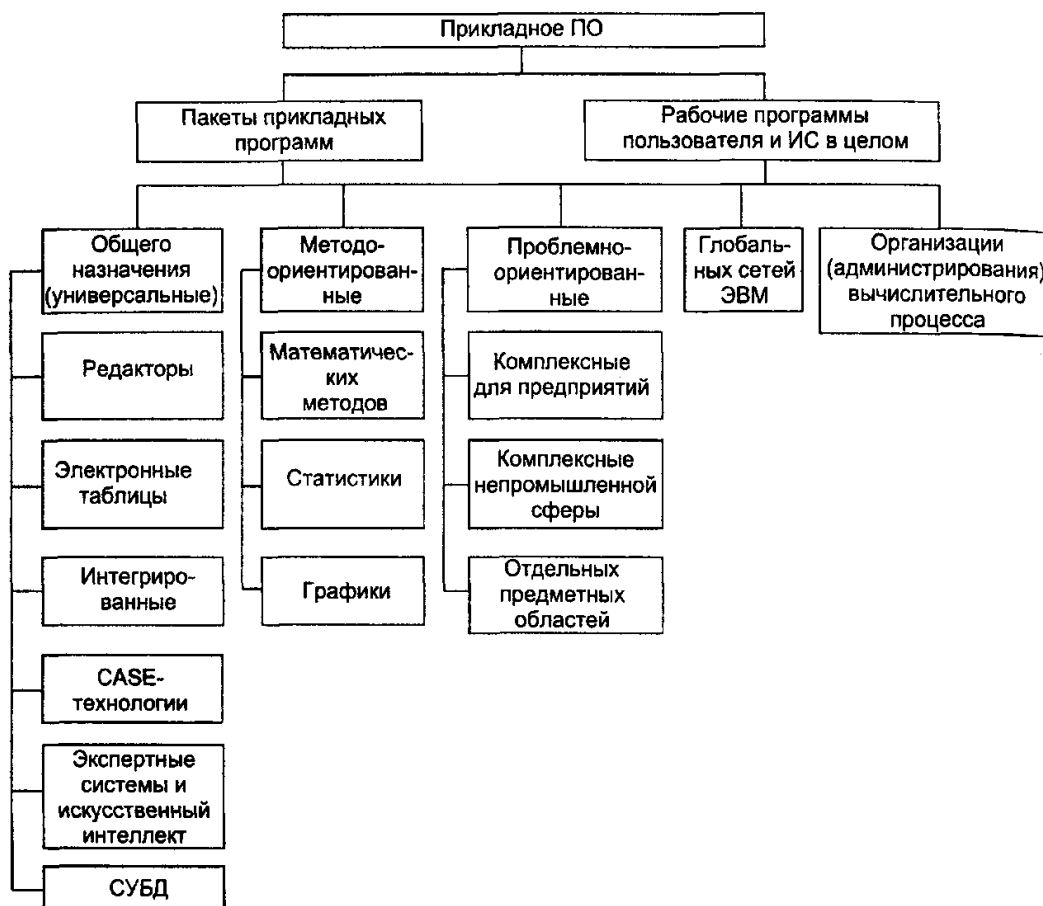 Прикладное ПО
Пакеты прикладных
программ
Рабочие программы
пользователя и ИС в целом
Общего
назначения
(универсальные)
Методо-
ориентирован-
ные
Проблемно-
ориентирован-
ные
Глобаль-
ных сетей
ЭВМ
Организации
(администрирования)
вычислительного
процесса
Редакторы
Математичес-
ких
методов
Комплексные
для предприятий
Электронные
таблицы
Статистики
Комплексные
непромышленной
сферы
Интегриро-
ванные
Графики
Отдельных
предметных
областей
CASE-
технологии
Экспертные
системы и
искусственный
интеллект
СУБД